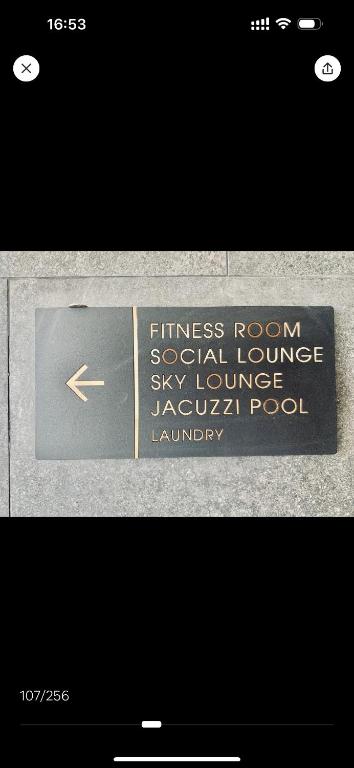 16:53
FITNESS ROOM
SOCIAL LOUNGE
SKY LOUNGE
JACUZZI POOL
LAUNDRY
107/256